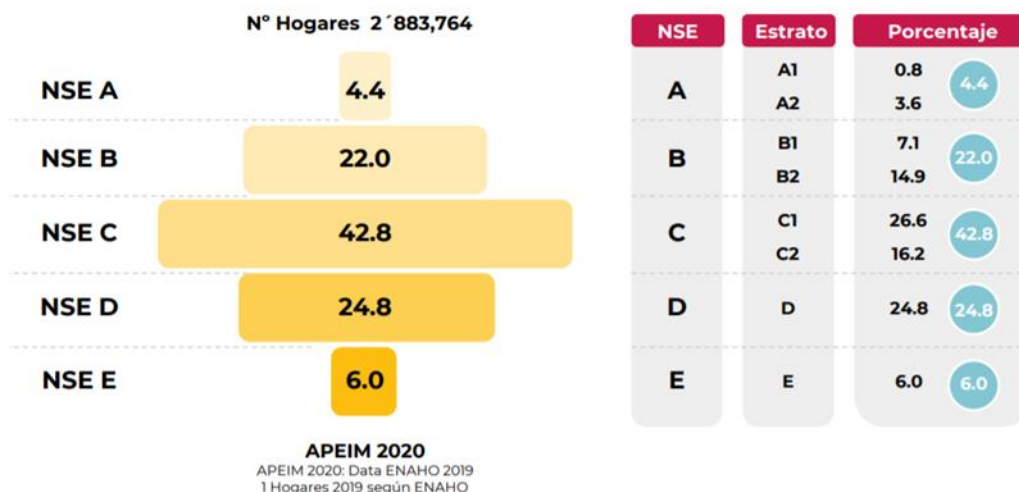 Nº Hogares 2´883,764
NSE A
4.4
NSE B
22.0
NSE C
42.8
NSE D
24.8
NSE E
6.0
APEIM 2020
APEIM 2020: Data ENAHO 2019
1 Hogares 2019 según ENAHO
NSE Estrato Porcentaje
A1 0.8
A 4.4
A2 3.6
B1 7.1
B 22.0
B2 14.9
C1 26.6
C 42.8
C2 16.2
D D 24.8 24.8
E E 6.0 6.0